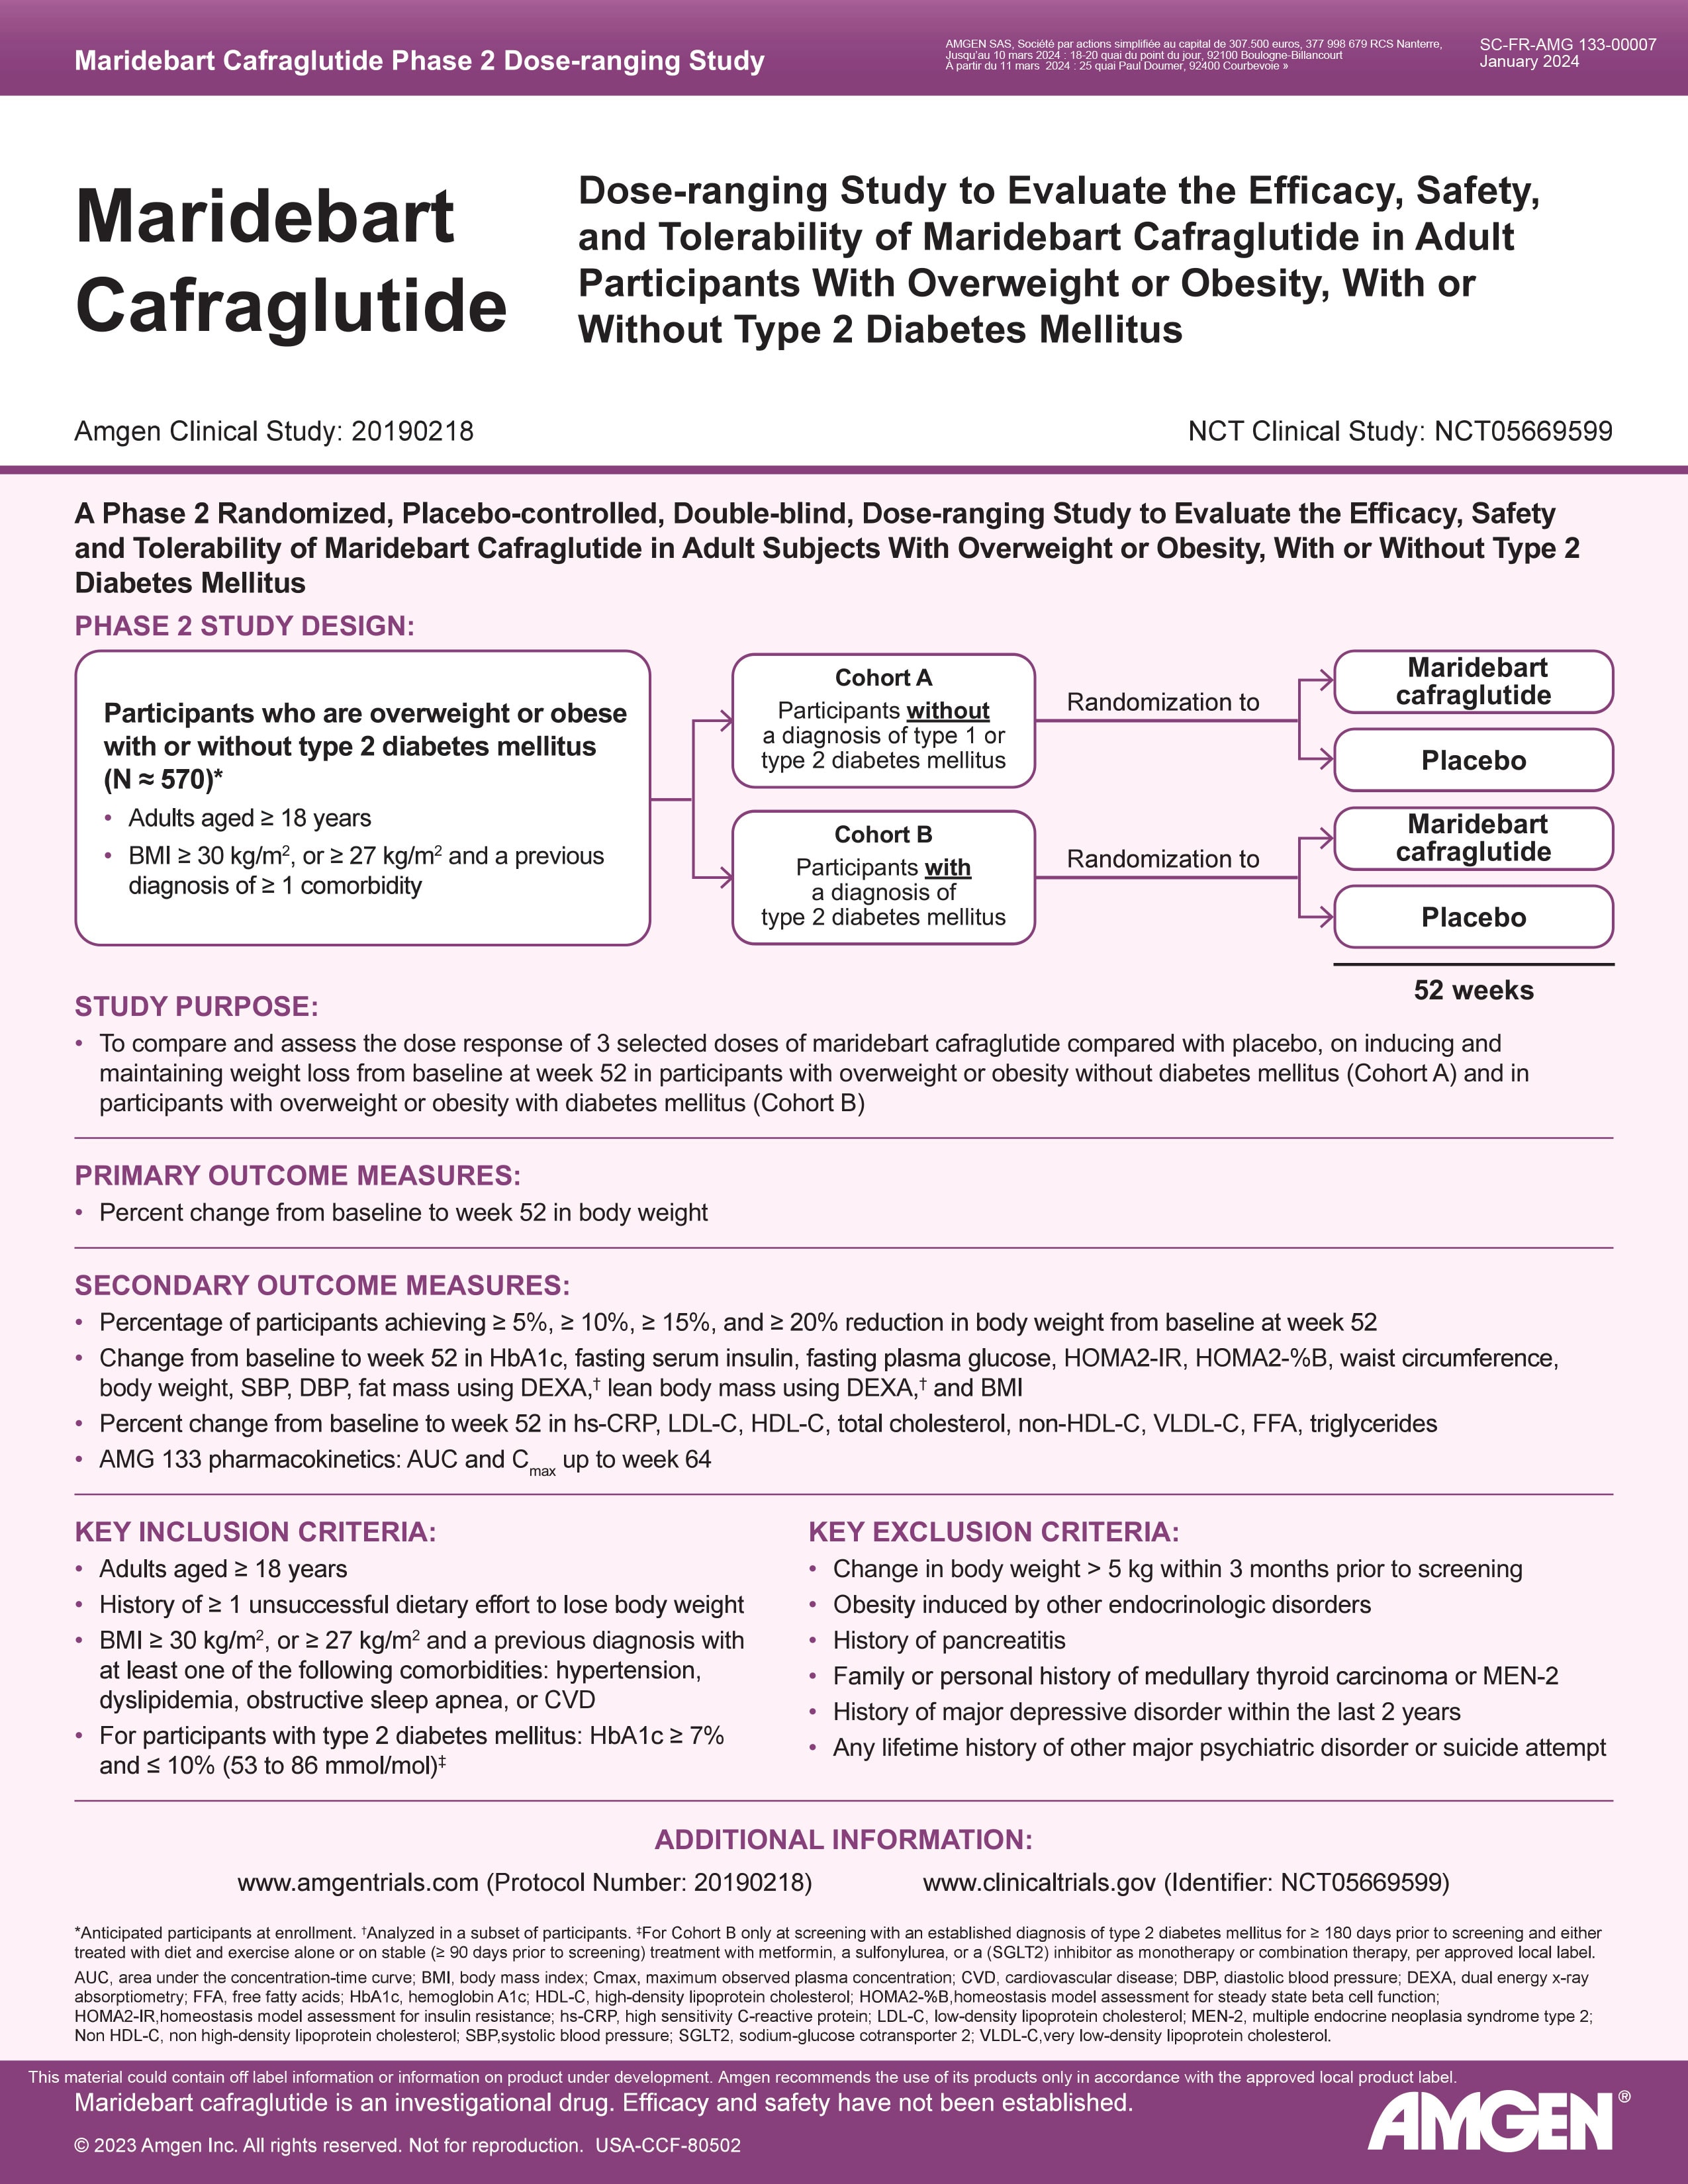 Maridebart Cafraglutide Phase 2 Dose-ranging Study
AMGEN SAS, Société par actions simplifiée au capital de 307.500 euros, 377 998 679 RCS Nanterre,
Jusqu'au 10 mars 2024 : 18-20 quai du point du jour, 92100 Boulogne-Billancourt
À partir du 11 mars 2024 : 25 quai Paul Doumer, 92400 Courbevoie »
SC-FR-AMG 133-00007
January 2024
Maridebart
Cafraglutide
Dose-ranging Study to Evaluate the Efficacy, Safety,
and Tolerability of Maridebart Cafraglutide in Adult
Participants With Overweight or Obesity, With or
Without Type 2 Diabetes Mellitus
Amgen Clinical Study: 20190218
NCT Clinical Study: NCT05669599
A Phase 2 Randomized, Placebo-controlled, Double-blind, Dose-ranging Study to Evaluate the Efficacy, Safety
and Tolerability of Maridebart Cafraglutide in Adult Subjects With Overweight or Obesity, With or Without Type 2
Diabetes Mellitus
PHASE 2 STUDY DESIGN:
Participants who are overweight or obese
with or without type 2 diabetes mellitus
(N ≈ 570)*
• Adults aged ≥ 18 years
• BMI ≥ 30 kg/m², or ≥ 27 kg/m² and a previous
diagnosis of ≥ 1 comorbidity
Cohort A
Participants without
a diagnosis of type 1 or
type 2 diabetes mellitus
Randomization to
Maridebart
cafraglutide
Placebo
Cohort B
Participants with
a diagnosis of
type 2 diabetes mellitus
Randomization to
Maridebart
cafraglutide
Placebo
52 weeks
STUDY PURPOSE:
• To compare and assess the dose response of 3 selected doses of maridebart cafraglutide compared with placebo, on inducing and
maintaining weight loss from baseline at week 52 in participants with overweight or obesity without diabetes mellitus (Cohort A) and in
participants with overweight or obesity with diabetes mellitus (Cohort B)
PRIMARY OUTCOME MEASURES:
• Percent change from baseline to week 52 in body weight
SECONDARY OUTCOME MEASURES:
• Percentage of participants achieving ≥ 5%, ≥ 10%, ≥ 15%, and ≥ 20% reduction in body weight from baseline at week 52
• Change from baseline to week 52 in HbA1c, fasting serum insulin, fasting plasma glucose, HOMA2-IR, HOMA2-%B, waist circumference,
body weight, SBP, DBP, fat mass using DEXA,† lean body mass using DEXA,† and BMI
• Percent change from baseline to week 52 in hs-CRP, LDL-C, HDL-C, total cholesterol, non-HDL-C, VLDL-C, FFA, triglycerides
• AMG 133 pharmacokinetics: AUC and Cmax up to week 64
KEY INCLUSION CRITERIA:
• Adults aged ≥ 18 years
• History of ≥ 1 unsuccessful dietary effort to lose body weight
• BMI ≥ 30 kg/m², or ≥ 27 kg/m² and a previous diagnosis with
at least one of the following comorbidities: hypertension,
dyslipidemia, obstructive sleep apnea, or CVD
• For participants with type 2 diabetes mellitus: HbA1c ≥ 7%
and ≤ 10% (53 to 86 mmol/mol)‡
KEY EXCLUSION CRITERIA:
• Change in body weight > 5 kg within 3 months prior to screening
• Obesity induced by other endocrinologic disorders
• History of pancreatitis
• Family or personal history of medullary thyroid carcinoma or MEN-2
• History of major depressive disorder within the last 2 years
• Any lifetime history of other major psychiatric disorder or suicide attempt
ADDITIONAL INFORMATION:
www.amgentrials.com (Protocol Number: 20190218)
www.clinicaltrials.gov (Identifier: NCT05669599)
*Anticipated participants at enrollment. †Analyzed in a subset of participants. ‡For Cohort B only at screening with an established diagnosis of type 2 diabetes mellitus for ≥ 180 days prior to screening and either
treated with diet and exercise alone or on stable (≥ 90 days prior to screening) treatment with metformin, a sulfonylurea, or a (SGLT2) inhibitor as monotherapy or combination therapy, per approved local label.
AUC, area under the concentration-time curve; BMI, body mass index; Cmax, maximum observed plasma concentration; CVD, cardiovascular disease; DBP, diastolic blood pressure; DEXA, dual energy x-ray
absorptiometry; FFA, free fatty acids; HbA1c, hemoglobin A1c; HDL-C, high-density lipoprotein cholesterol; HOMA2-%B,homeostasis model assessment for steady state beta cell function;
HOMA2-IR,homeostasis model assessment for insulin resistance; hs-CRP, high sensitivity C-reactive protein; LDL-C, low-density lipoprotein cholesterol; MEN-2, multiple endocrine neoplasia syndrome type 2;
Non HDL-C, non high-density lipoprotein cholesterol; SBP,systolic blood pressure; SGLT2, sodium-glucose cotransporter 2; VLDL-C,very low-density lipoprotein cholesterol.
This material could contain off label information or information on product under development. Amgen recommends the use of its products only in accordance with the approved local product label.
Maridebart cafraglutide is an investigational drug. Efficacy and safety have not been established.
© 2023 Amgen Inc. All rights reserved. Not for reproduction. USA-CCF-80502
AMGEN®